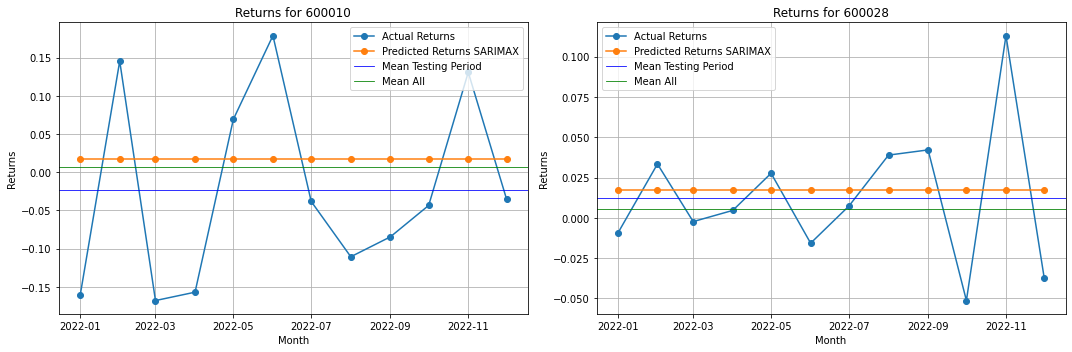 Returns for 600010
Actual Returns
Predicted Returns SARIMAX
Mean Testing Period
Mean All
0.15
0.10
0.05
0.00
−0.05
−0.10
−0.15
Returns
2022-01 2022-03 2022-05 2022-07 2022-09 2022-11
Month
Returns for 600028
Actual Returns
Predicted Returns SARIMAX
Mean Testing Period
Mean All
0.100
0.075
0.050
0.025
0.000
−0.025
−0.050
Returns
2022-01 2022-03 2022-05 2022-07 2022-09 2022-11
Month